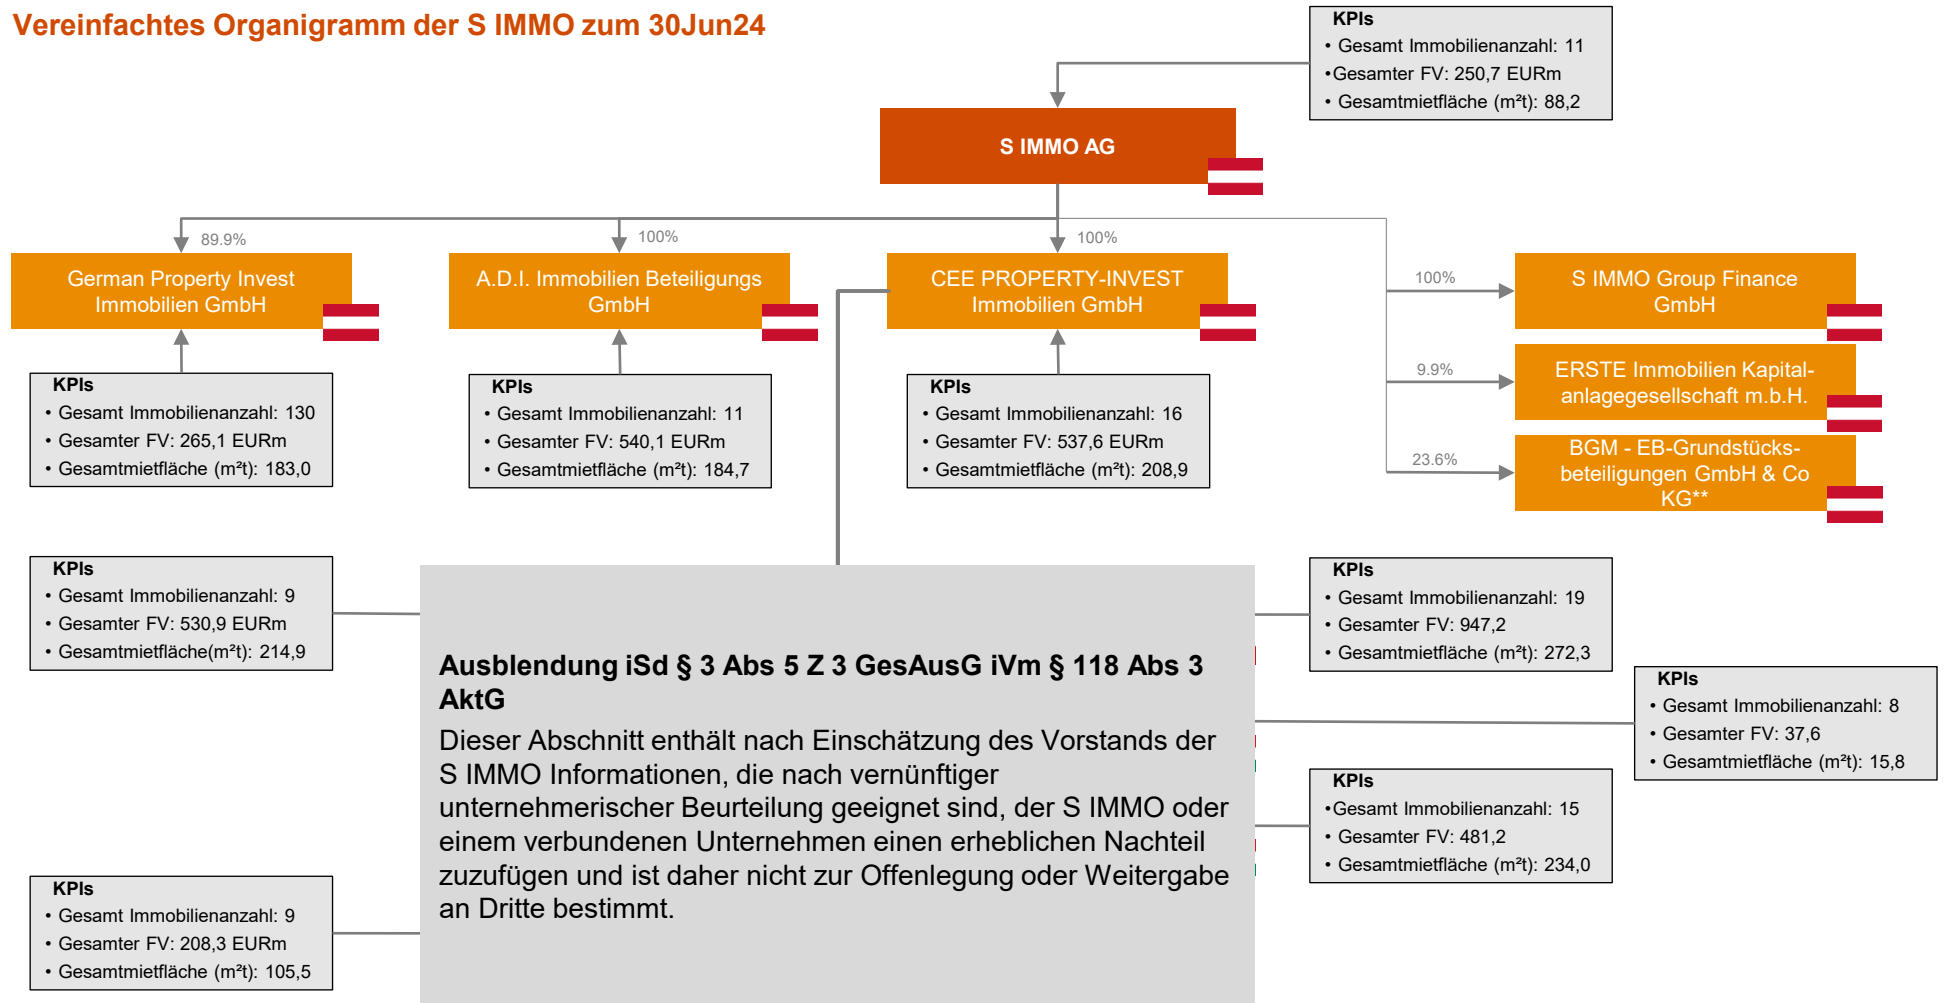 Vereinfachtes Organigramm der S IMMO zum 30Jun24
KPIs
• Gesamt Immobilienanzahl: 11
•Gesamter FV: 250,7 EURm
• Gesamtmietfläche (m²t): 88,2
S IMMO AG
89.9%
100%
100%
German Property Invest
Immobilien GmbH
A.D.I. Immobilien Beteiligungs
GmbH
CEE PROPERTY-INVEST
Immobilien GmbH
100%
S IMMO Group Finance
GmbH
9.9%
ERSTE Immobilien Kapital-
anlagegesellschaft m.b.H.
23.6%
BGM - EB-Grundstücks-
beteiligungen GmbH & Co
KG**
KPIs
• Gesamt Immobilienanzahl: 130
• Gesamter FV: 265,1 EURm
• Gesamtmietfläche (m²t): 183,0
KPIs
• Gesamt Immobilienanzahl: 11
• Gesamter FV: 540,1 EURm
• Gesamtmietfläche (m²t): 184,7
KPIs
• Gesamt Immobilienanzahl: 16
• Gesamter FV: 537,6 EURm
• Gesamtmietfläche (m²t): 208,9
KPIs
• Gesamt Immobilienanzahl: 9
• Gesamter FV: 530,9 EURm
• Gesamtmietfläche(m²t): 214,9
KPIs
• Gesamt Immobilienanzahl: 19
• Gesamter FV: 947,2
• Gesamtmietfläche (m²t): 272,3
Ausblendung iSd § 3 Abs 5 Z 3 GesAusG iVm § 118 Abs 3
AktG
Dieser Abschnitt enthält nach Einschätzung des Vorstands der
S IMMO Informationen, die nach vernünftiger
unternehmerischer Beurteilung geeignet sind, der S IMMO oder
einem verbundenen Unternehmen einen erheblichen Nachteil
zuzufügen und ist daher nicht zur Offenlegung oder Weitergabe
an Dritte bestimmt.
KPIs
• Gesamt Immobilienanzahl: 8
• Gesamter FV: 37,6
• Gesamtmietfläche (m²t): 15,8
KPIs
•Gesamt Immobilienanzahl: 15
• Gesamter FV: 481,2
• Gesamtmietfläche (m²t): 234,0
KPIs
• Gesamt Immobilienanzahl: 9
• Gesamter FV: 208,3 EURm
• Gesamtmietfläche (m²t): 105,5